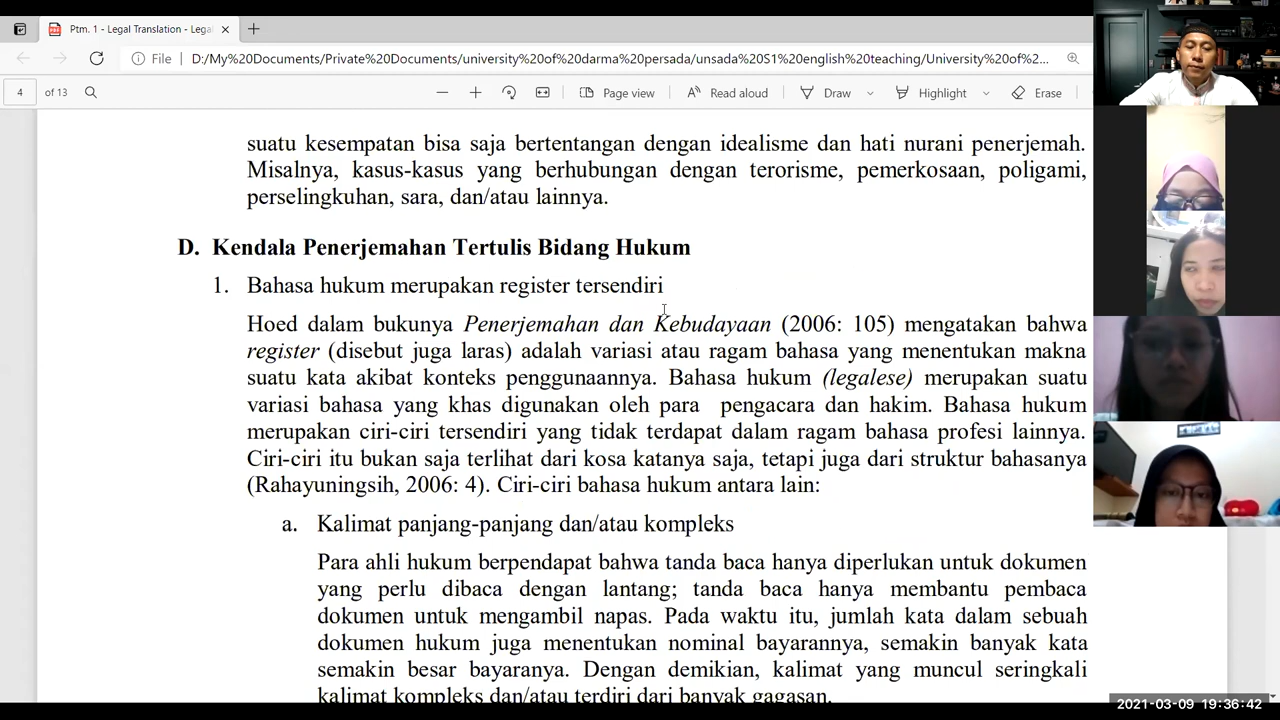 Ptm. 1 - Legal Translation - Lega
File
D:/My%20Documents/Private%20Documents/university%20of%20darma%20persada/unsada%20S1%20english%20teaching/University%20of%2...
4 of 13
Page view
Read aloud
Draw
Highlight
Erase
suatu kesempatan bisa saja bertentangan dengan idealisme dan hati nurani penerjemah.
Misalnya, kasus-kasus yang berhubungan dengan terorisme, pemerkosaan, poligami,
perselingkuhan, sara, dan/atau lainnya.
D. Kendala Penerjemahan Tertulis Bidang Hukum
1. Bahasa hukum merupakan register tersendiri
Hoed dalam bukunya Penerjemahan dan Kebudayaan (2006: 105) mengatakan bahwa
register (disebut juga laras) adalah variasi atau ragam bahasa yang menentukan makna
suatu kata akibat konteks penggunaannya. Bahasa hukum (legalese) merupakan suatu
variasi bahasa yang khas digunakan oleh para pengacara dan hakim. Bahasa hukum
merupakan ciri-ciri tersendiri yang tidak terdapat dalam ragam bahasa profesi lainnya.
Ciri-ciri itu bukan saja terlihat dari kosa katanya saja, tetapi juga dari struktur bahasanya
(Rahayuningsih, 2006: 4). Ciri-ciri bahasa hukum antara lain:
a. Kalimat panjang-panjang dan/atau kompleks
Para ahli hukum berpendapat bahwa tanda baca hanya diperlukan untuk dokumen
yang perlu dibaca dengan lantang; tanda baca hanya membantu pembaca
dokumen untuk mengambil napas. Pada waktu itu, jumlah kata dalam sebuah
dokumen hukum juga menentukan nominal bayarannya, semakin banyak kata
semakin besar bayaranya. Dengan demikian, kalimat yang muncul seringkali
kalimat kompleks dan/atau terdiri dari banyak gagasan.
2021-03-09 19:36:42